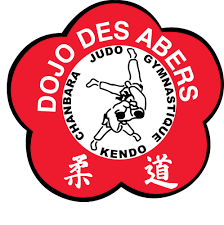 DOJO DES ABERS
CHANBARA JUDO GYMNASTIQUE
KENDO
柔 道